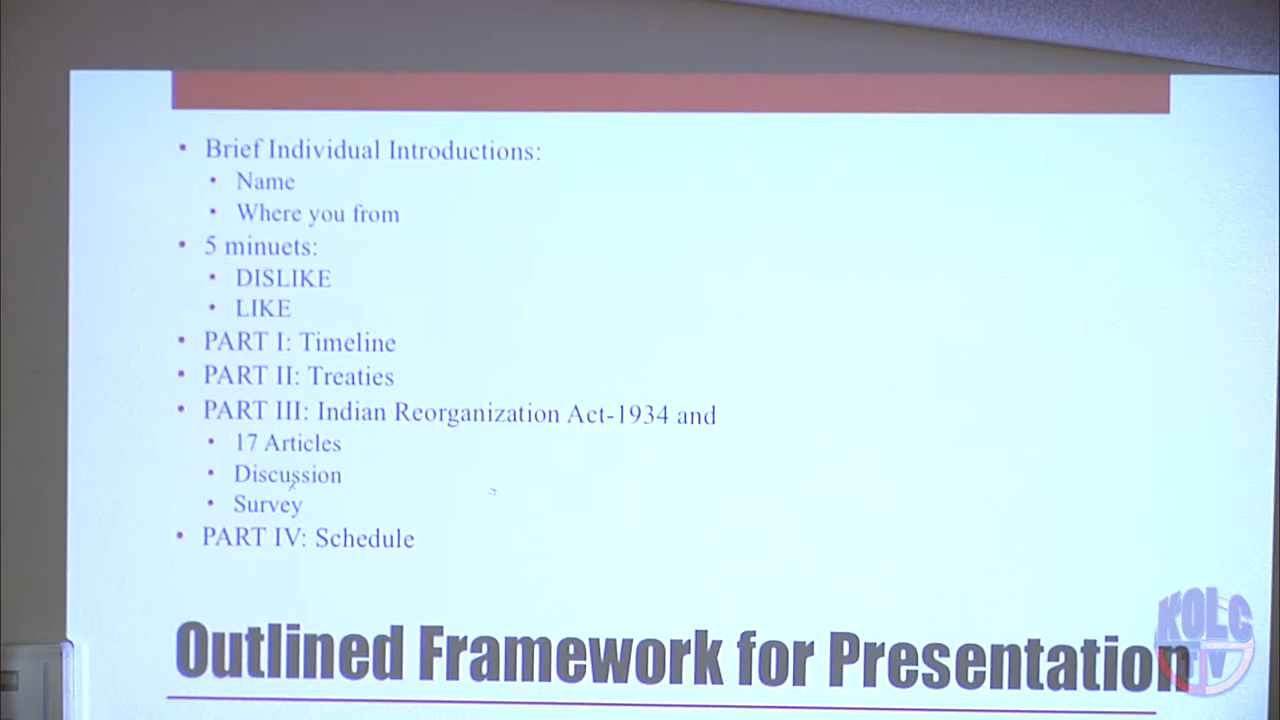 • Brief Individual Introductions:
• Name
• Where you from
• 5 minuets:
• DISLIKE
• LIKE
• PART I: Timeline
• PART II: Treaties
• PART III: Indian Reorganization Act-1934 and
• 17 Articles
• Discussion
• Survey
• PART IV: Schedule
Outlined Framework for Presentation
KOLC
TV